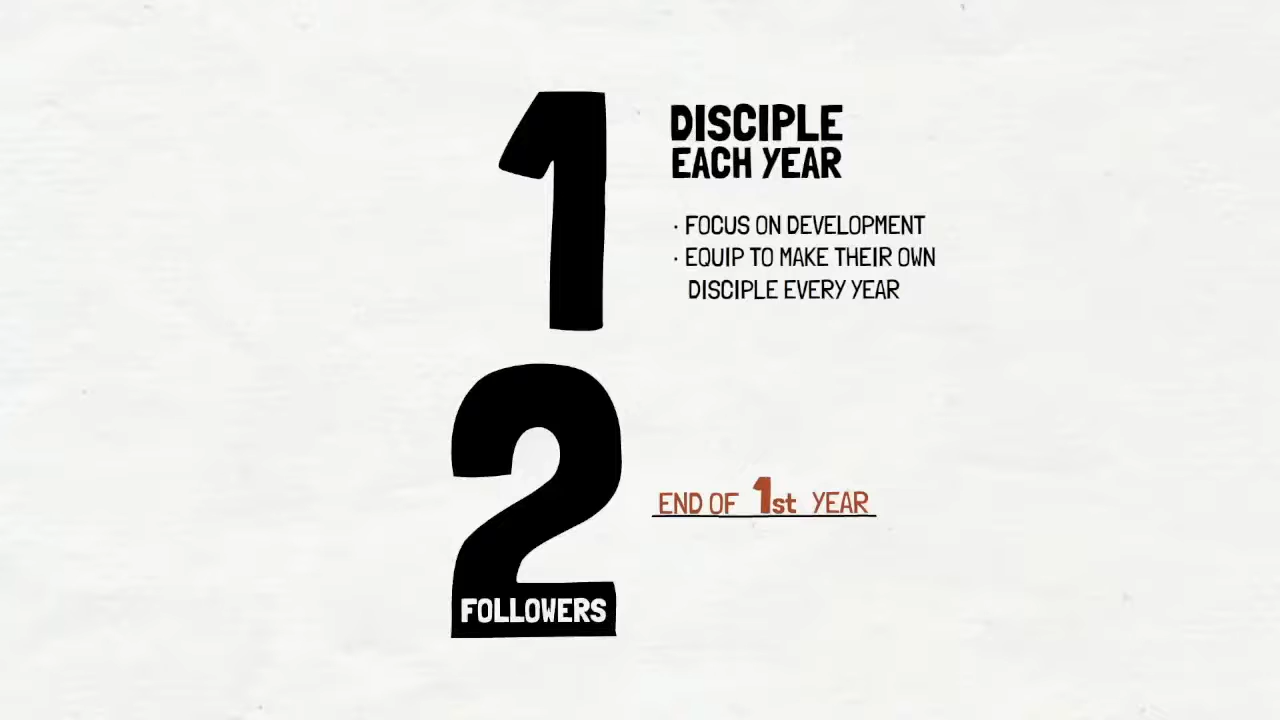 1
DISCIPLE
EACH YEAR
· FOCUS ON DEVELOPMENT
· EQUIP TO MAKE THEIR OWN
DISCIPLE EVERY YEAR
2
FOLLOWERS
END OF 1st YEAR